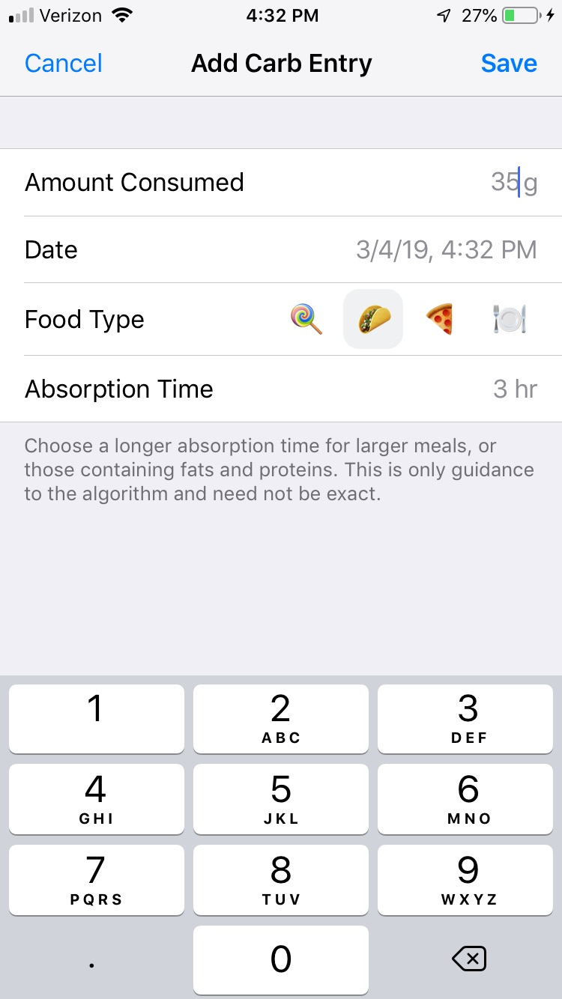 Verizon 4:32 PM 27%
Cancel Add Carb Entry Save
Amount Consumed 35 g
Date 3/4/19, 4:32 PM
Food Type
Absorption Time 3 hr
Choose a longer absorption time for larger meals, or
those containing fats and proteins. This is only guidance
to the algorithm and need not be exact.
1 2 3
ABC DEF
4 5 6
GHI JKL MNO
7 8 9
PQRS TUV WXYZ
. 0